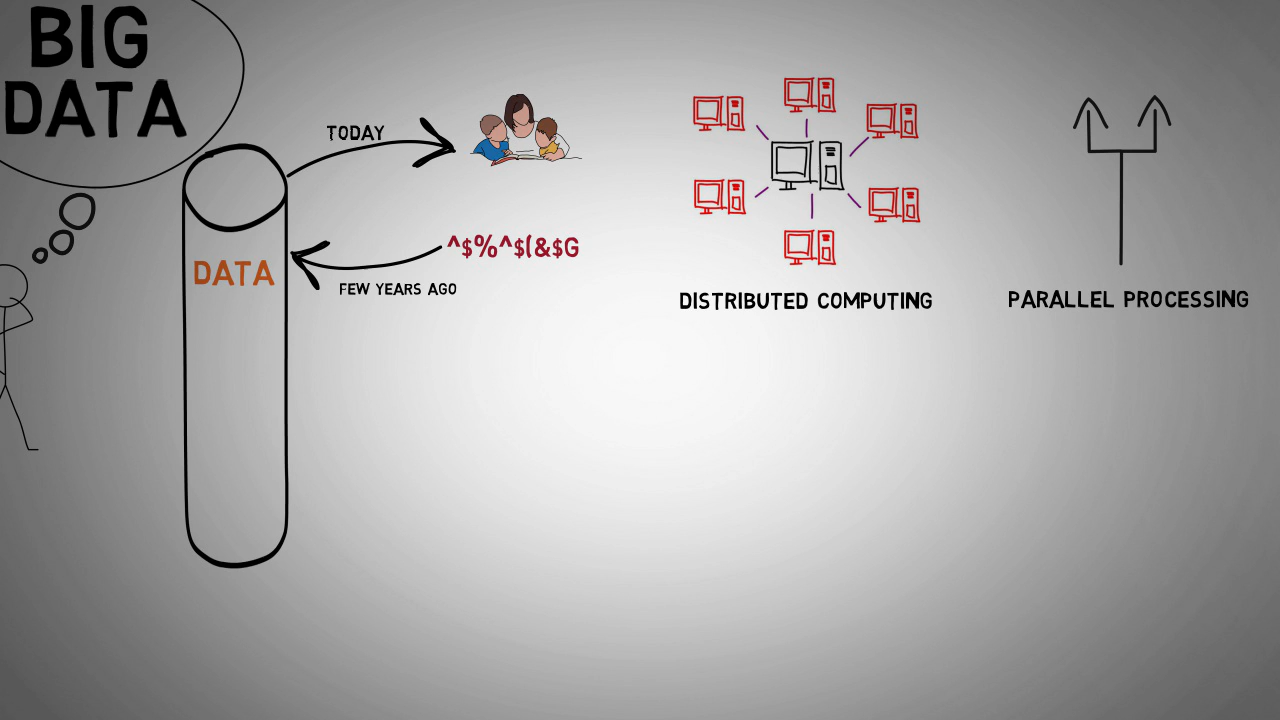 BIG
DATA
TODAY
^$%^$(&$G
DATA
FEW YEARS AGO
DISTRIBUTED COMPUTING
PARALLEL PROCESSING